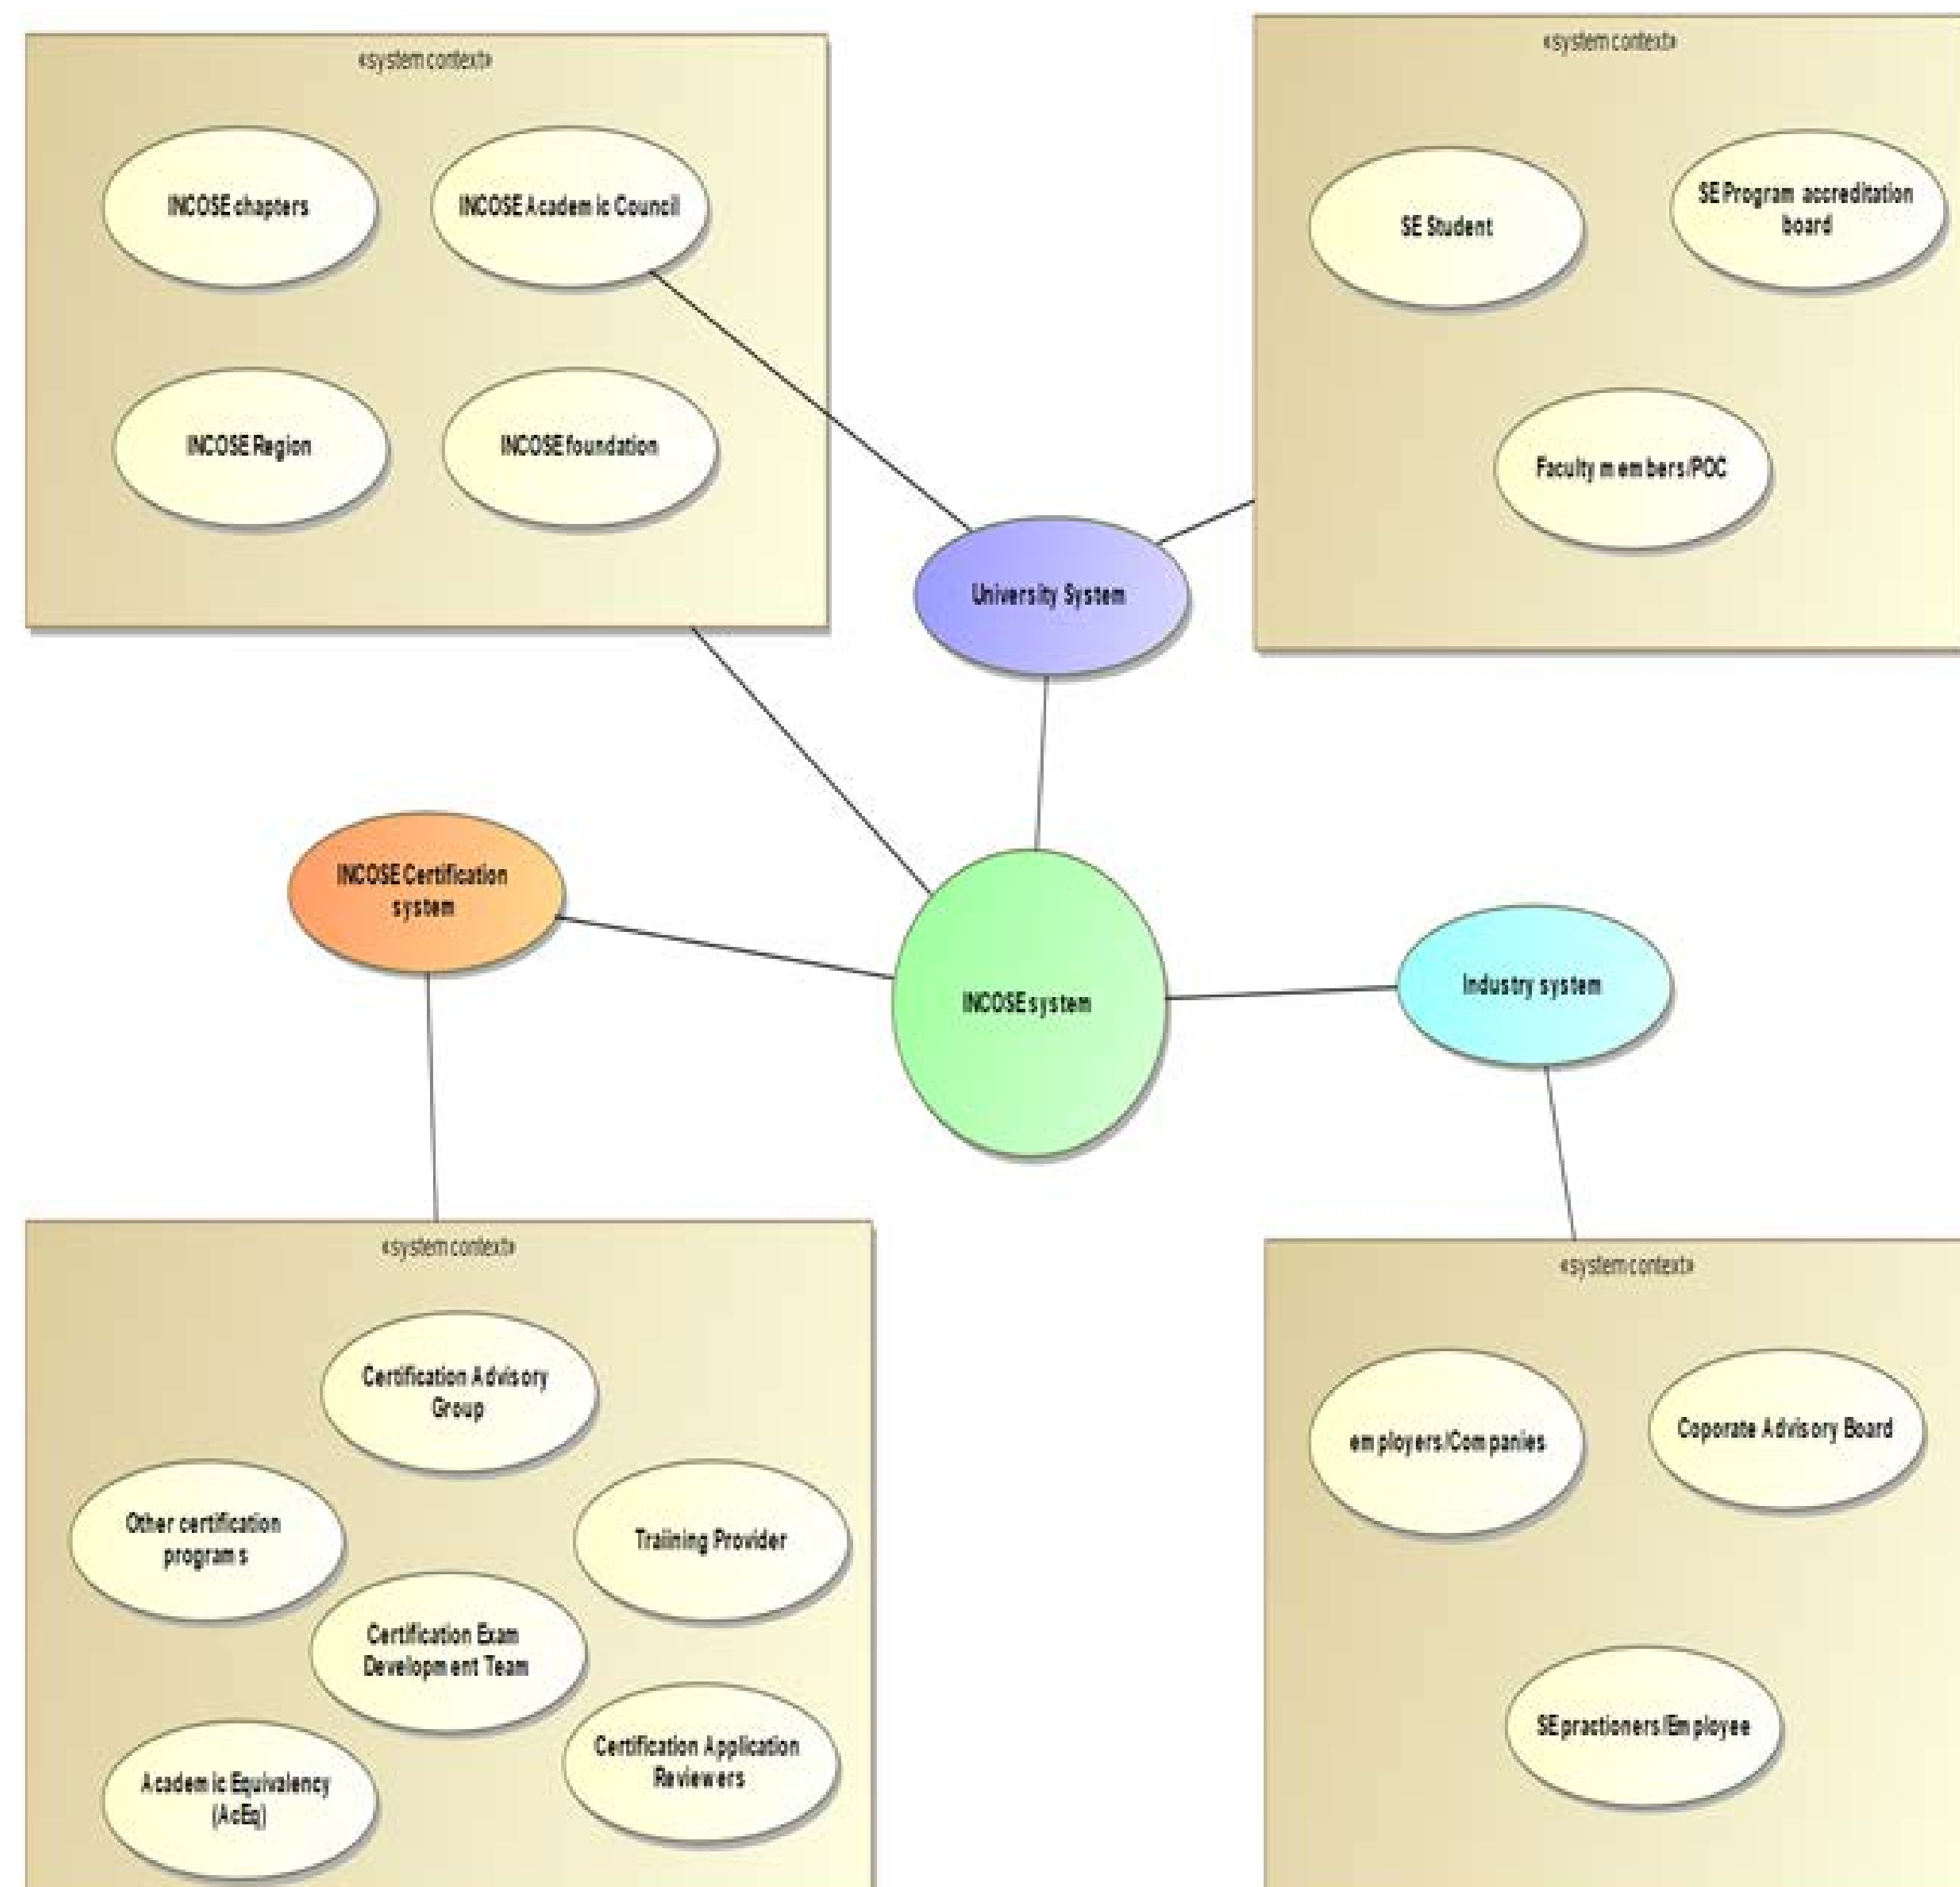 «system context»
INCOSE chapters
INCOSE Academic Council
INCOSE Region
INCOSE foundation
«system context»
SE Student
SE Program accreditation
board
Faculty members/POC
University System
INCOSE Certification
system
INCOSE system
Industry system
«system context»
Certification Advisory
Group
Other certification
programs
Traiining Provider
Certification Exam
Development Team
Certification Application
Reviewers
Academic Equivalency
(AcEq)
«system context»
employers/Companies
Coporate Advisory Board
SE practioners/Employee